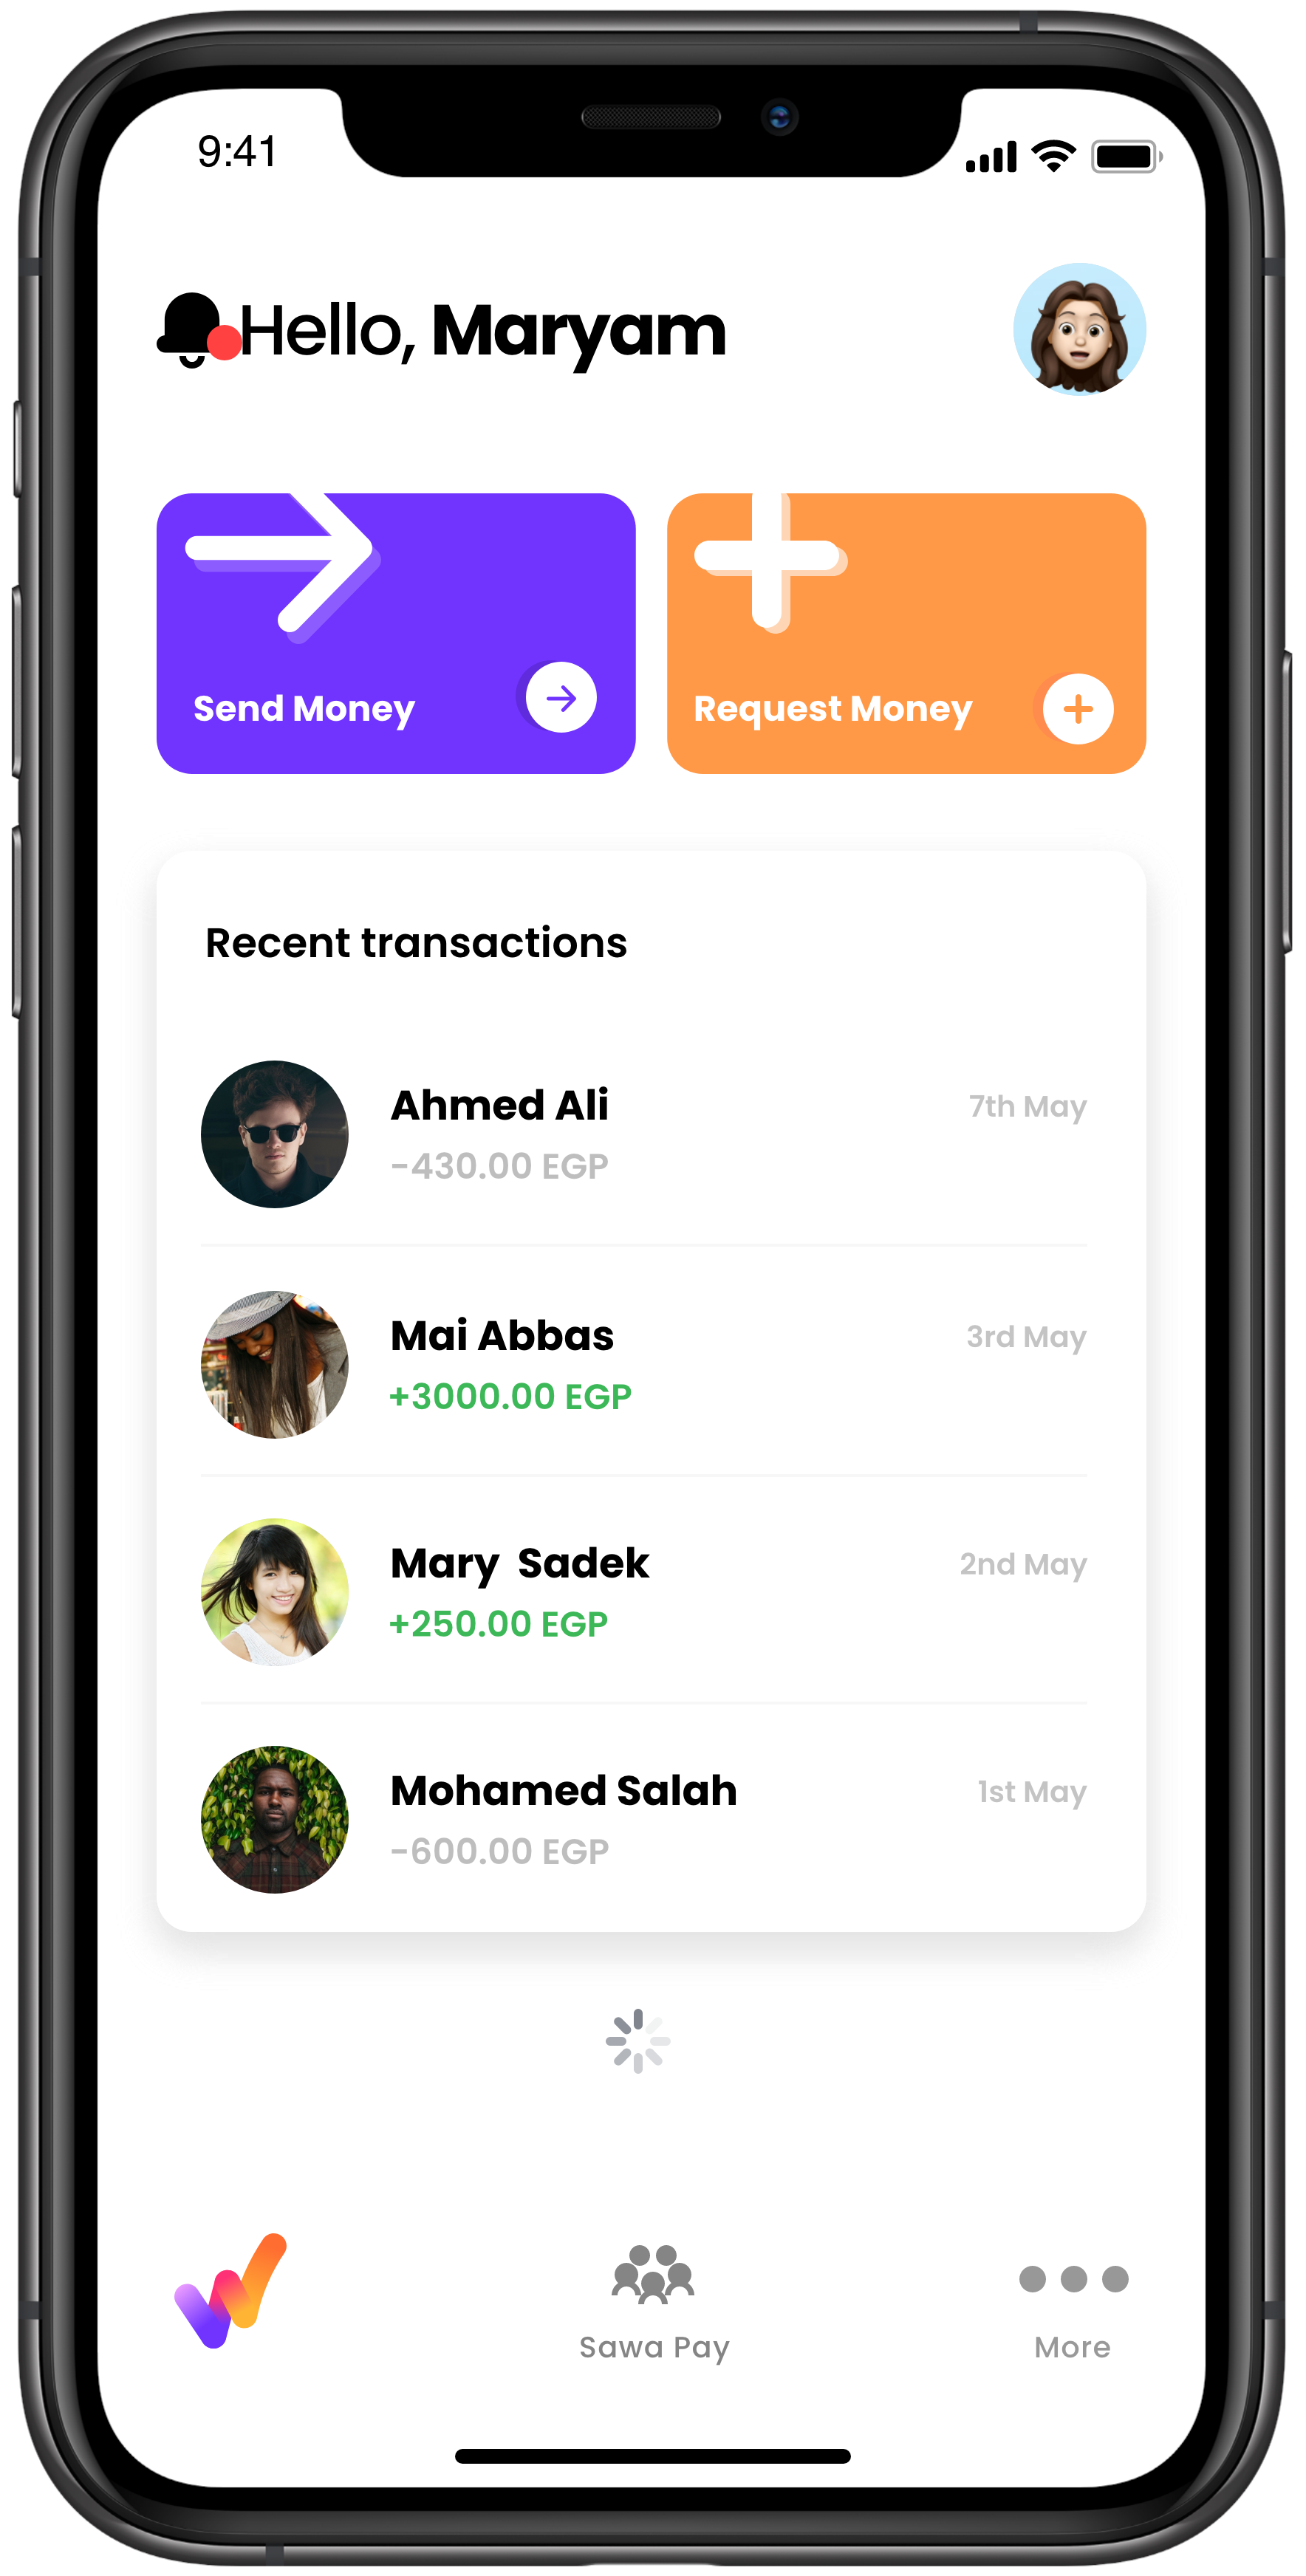 9:41
Hello, Maryam
Send Money
Request Money
Recent transactions
Ahmed Ali
7th May
-430.00 EGP
Mai Abbas
3rd May
+3000.00 EGP
Mary  Sadek
2nd May
+250.00 EGP
Mohamed Salah
1st May
-600.00 EGP
Sawa Pay
More